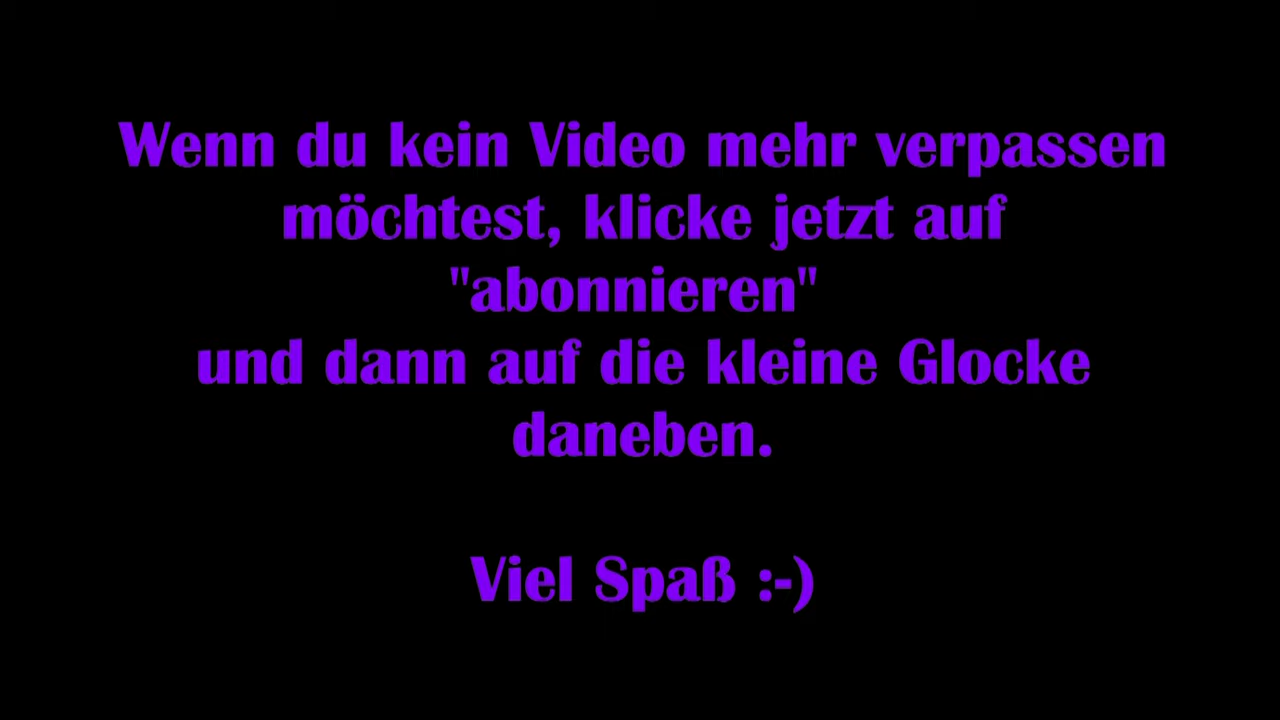 Wenn du kein Video mehr verpassen
möchtest, klicke jetzt auf
"abonnieren"
und dann auf die kleine Glocke
daneben.
Viel Spaß :-)